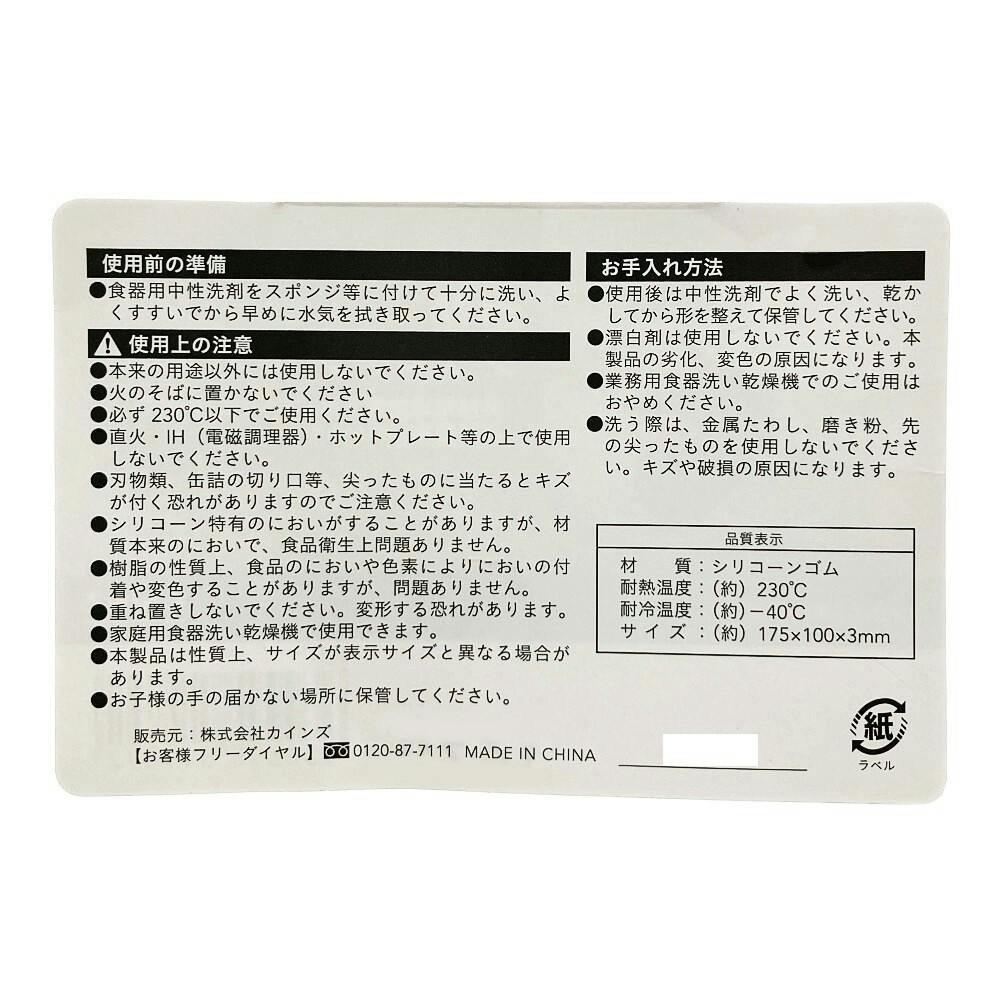 使用前の準備
●食器用中性洗剤をスポンジ等に付けて十分に洗い、よ
くすすいでから早めに水気を拭き取ってください。
使用上の注意
●本来の用途以外には使用しないでください。
●火のそばに置かないでください
●必ず230℃以下でご使用ください。
●直火・IH（電磁調理器）・ホットプレート等の上で使用
しないでください。
●刃物類、缶詰の切り口等、尖ったものに当たるとキズ
が付く恐れがありますのでご注意ください。
●シリコーン特有のにおいがすることがありますが、材
質本来のにおいで、食品衛生上問題ありません。
●樹脂の性質上、食品のにおいや色素によりにおいの付
着や変色することがありますが、問題ありません。
●重ね置きしないでください。変形する恐れがあります。
●家庭用食器洗い乾燥機で使用できます。
●本製品は性質上、サイズが表示サイズと異なる場合が
あります。
●お子様の手の届かない場所に保管してください。
販売元：株式会社カインズ
【お客様フリーダイヤル】0120-87-7111 MADE IN CHINA
お手入れ方法
●使用後は中性洗剤でよく洗い、乾か
してから形を整えて保管してください。
●漂白剤は使用しないでください。本
製品の劣化、変色の原因になります。
●業務用食器洗い乾燥機でのご使用は
おやめください。
●洗う際は、金属たわし、磨き粉、先
の尖ったものを使用しないでくださ
い。キズや破損の原因になります。
品質表示
材　質：シリコーンゴム
耐熱温度：（約）230℃
耐冷温度：（約）−40℃
サイズ：（約）175×100×3mm
紙
ラベル